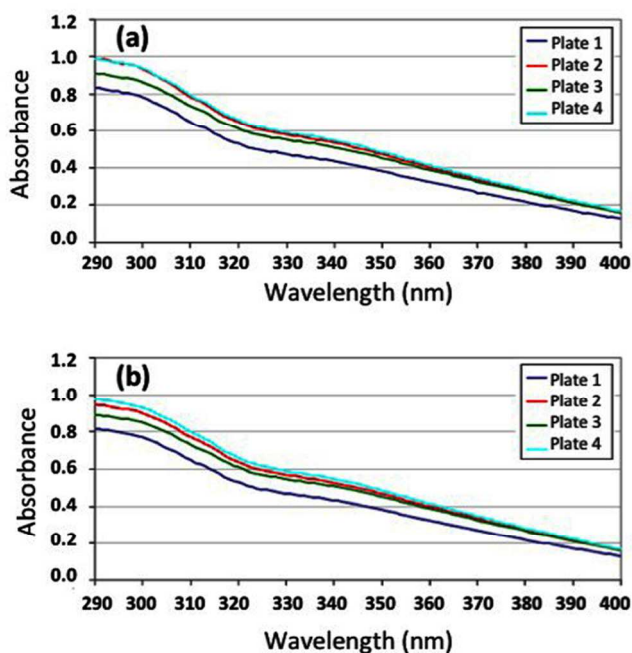 (a)
Absorbance
1.2
1.0
0.8
0.6
0.4
0.2
0.0
Plate 1
Plate 2
Plate 3
Plate 4
290 300 310 320 330 340 350 360 370 380 390 400
Wavelength (nm)
(b)
Absorbance
1.2
1.0
0.8
0.6
0.4
0.2
0.0
Plate 1
Plate 2
Plate 3
Plate 4
290 300 310 320 330 340 350 360 370 380 390 400
Wavelength (nm)